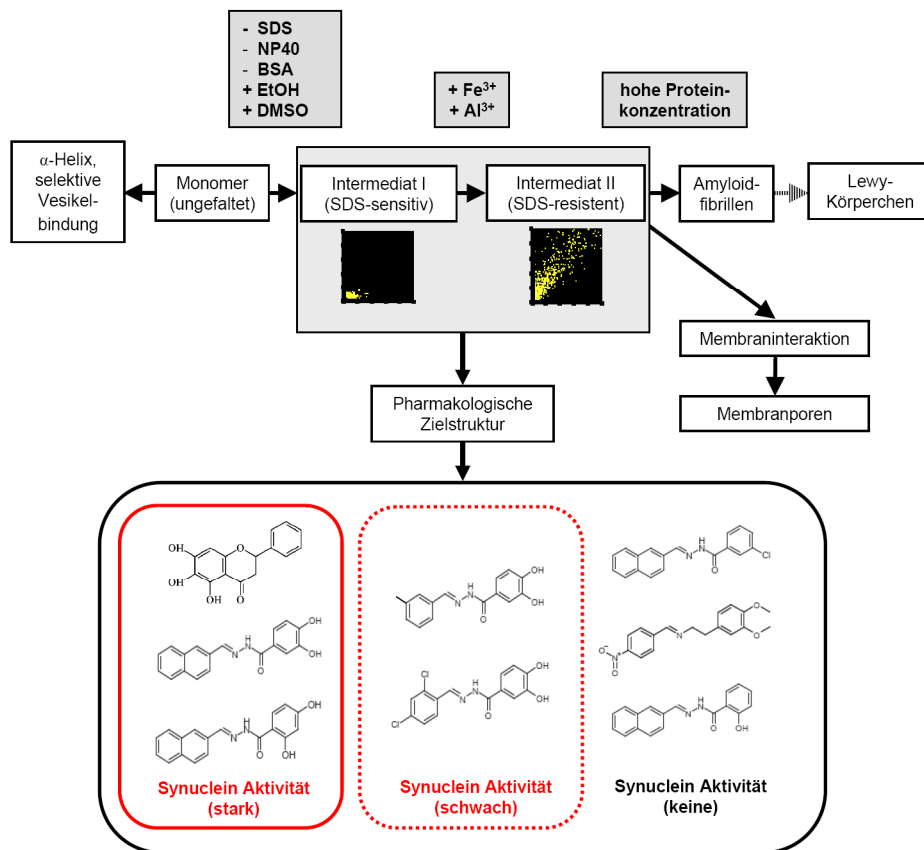 - SDS
- NP40
- BSA
+ EtOH
+ DMSO
+ Fe³⁺
+ Al³⁺
hohe Protein-
konzentration
α-Helix,
selektive
Vesikel-
bindung
Monomer
(ungefaltet)
Intermediat I
(SDS-sensitiv)
Intermediat II
(SDS-resistent)
Amyloid-
fibrillen
Lewy-
Körperchen
Membraninteraktion
Membranporen
Pharmakologische
Zielstruktur
OH
O
OH
OH
O
N
H
N
O
OH
OH
N
H
N
O
OH
OH
Synuclein Aktivität
(stark)
N
H
N
O
OH
OH
Cl
Cl
N
H
N
O
OH
OH
Synuclein Aktivität
(schwach)
N
H
N
O
Cl
O⁻
N⁺
O
N
O
O
N
H
N
O
OH
Synuclein Aktivität
(keine)